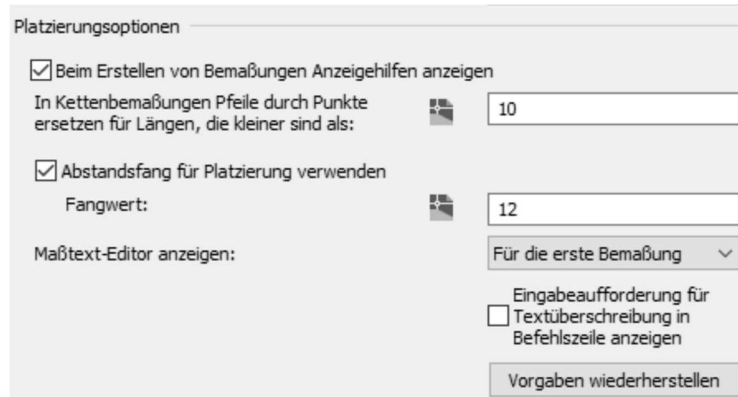 Platzierungsoptionen
Beim Erstellen von Bemaßungen Anzeigehilfen anzeigen
In Kettenbemaßungen Pfeile durch Punkte
ersetzen für Längen, die kleiner sind als:
10
Abstandsfang für Platzierung verwenden
Fangwert:
12
Maßtext-Editor anzeigen:
Für die erste Bemaßung
Eingabeaufforderung für
Textüberschreibung in
Befehlszeile anzeigen
Vorgaben wiederherstellen